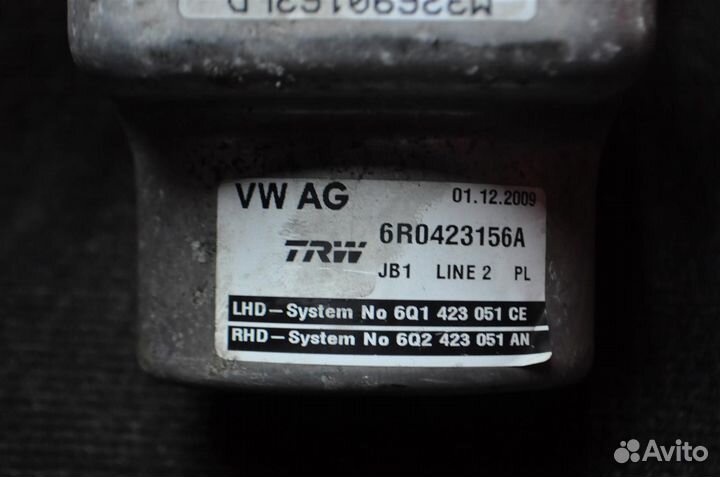 M32690152LD
VW AG 01.12.2009
TRW 6R0423156A
JB1 LINE 2 PL
LHD-System No 6Q1 423 051 CE
RHD-System No 6Q2 423 051 AN
Avito